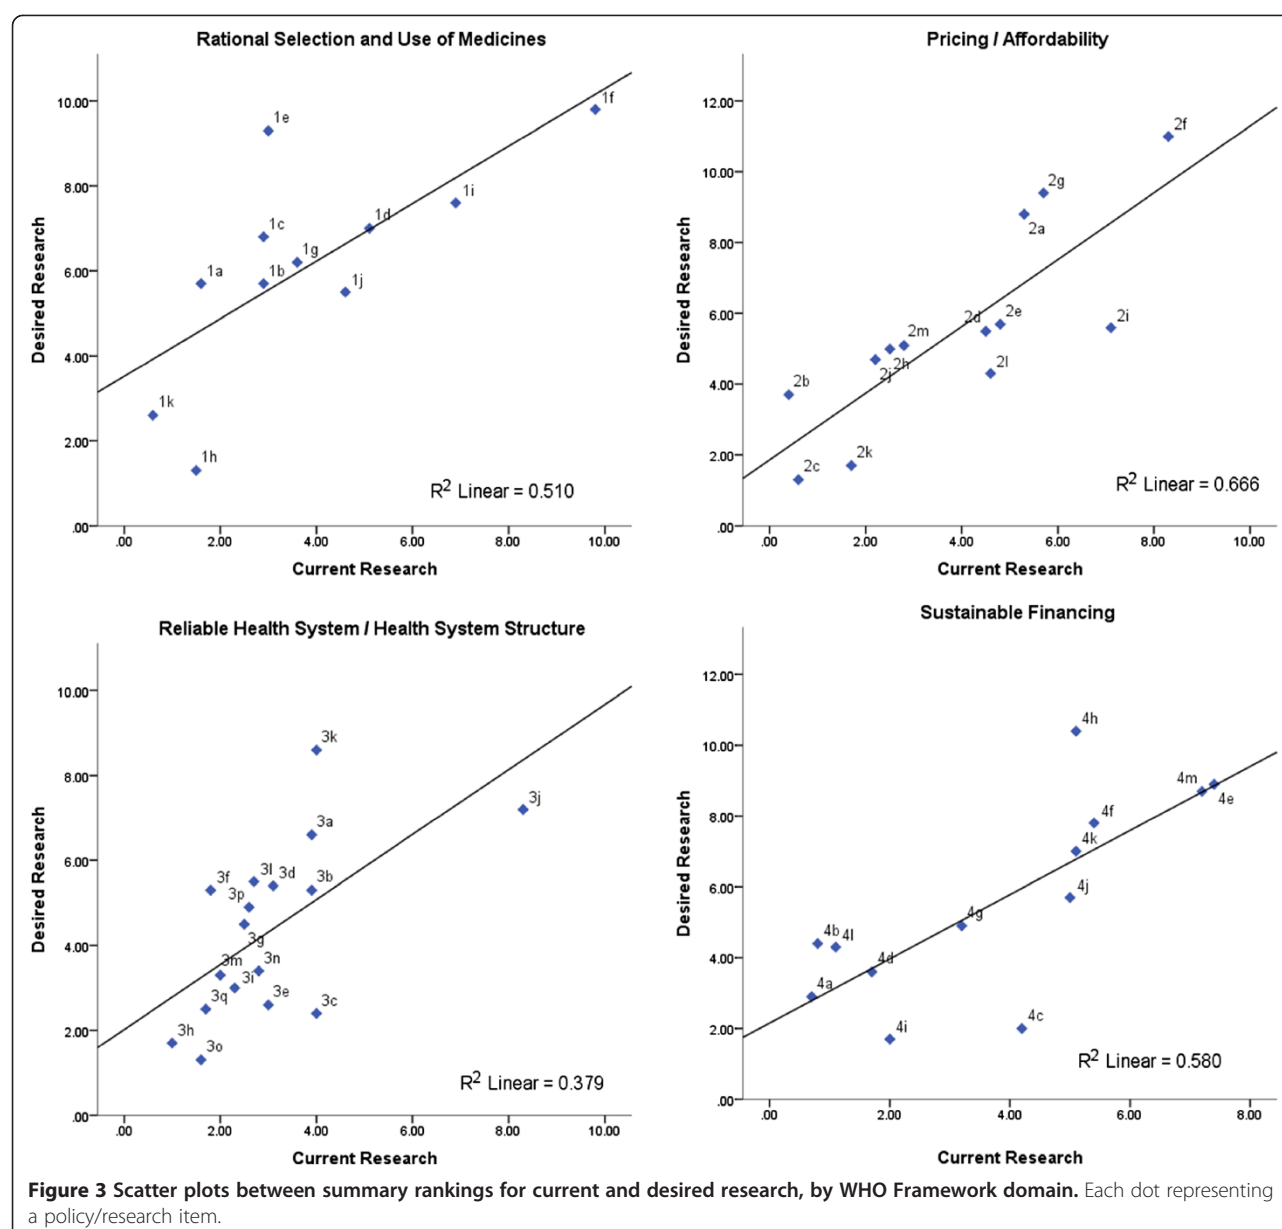 Rational Selection and Use of Medicines
10.00
8.00
6.00
4.00
2.00
.00
Desired Research
1e
1f
1i
1c
1d
1g
1a
1b
1j
1k
1h
R2 Linear = 0.510
.00 2.00 4.00 6.00 8.00 10.00
Current Research
Pricing / Affordability
12.00
10.00
8.00
6.00
4.00
2.00
.00
Desired Research
2f
2g
2a
2d
2e
2i
2m
2h
2j
2l
2b
2k
2c
R2 Linear = 0.666
.00 2.00 4.00 6.00 8.00 10.00
Current Research
Reliable Health System / Health System Structure
10.00
8.00
6.00
4.00
2.00
.00
Desired Research
3k
3j
3a
3f
3l
3d
3b
3p
3g
3m
3n
3i
3q
3e
3c
3h
3o
R2 Linear = 0.379
.00 2.00 4.00 6.00 8.00 10.00
Current Research
Sustainable Financing
12.00
10.00
8.00
6.00
4.00
2.00
.00
Desired Research
4h
4m
4e
4f
4k
4j
4g
4b
4l
4d
4a
4i
4c
R2 Linear = 0.580
.00 2.00 4.00 6.00 8.00
Current Research
Figure 3 Scatter plots between summary rankings for current and desired research, by WHO Framework domain. Each dot representing
a policy/research item.